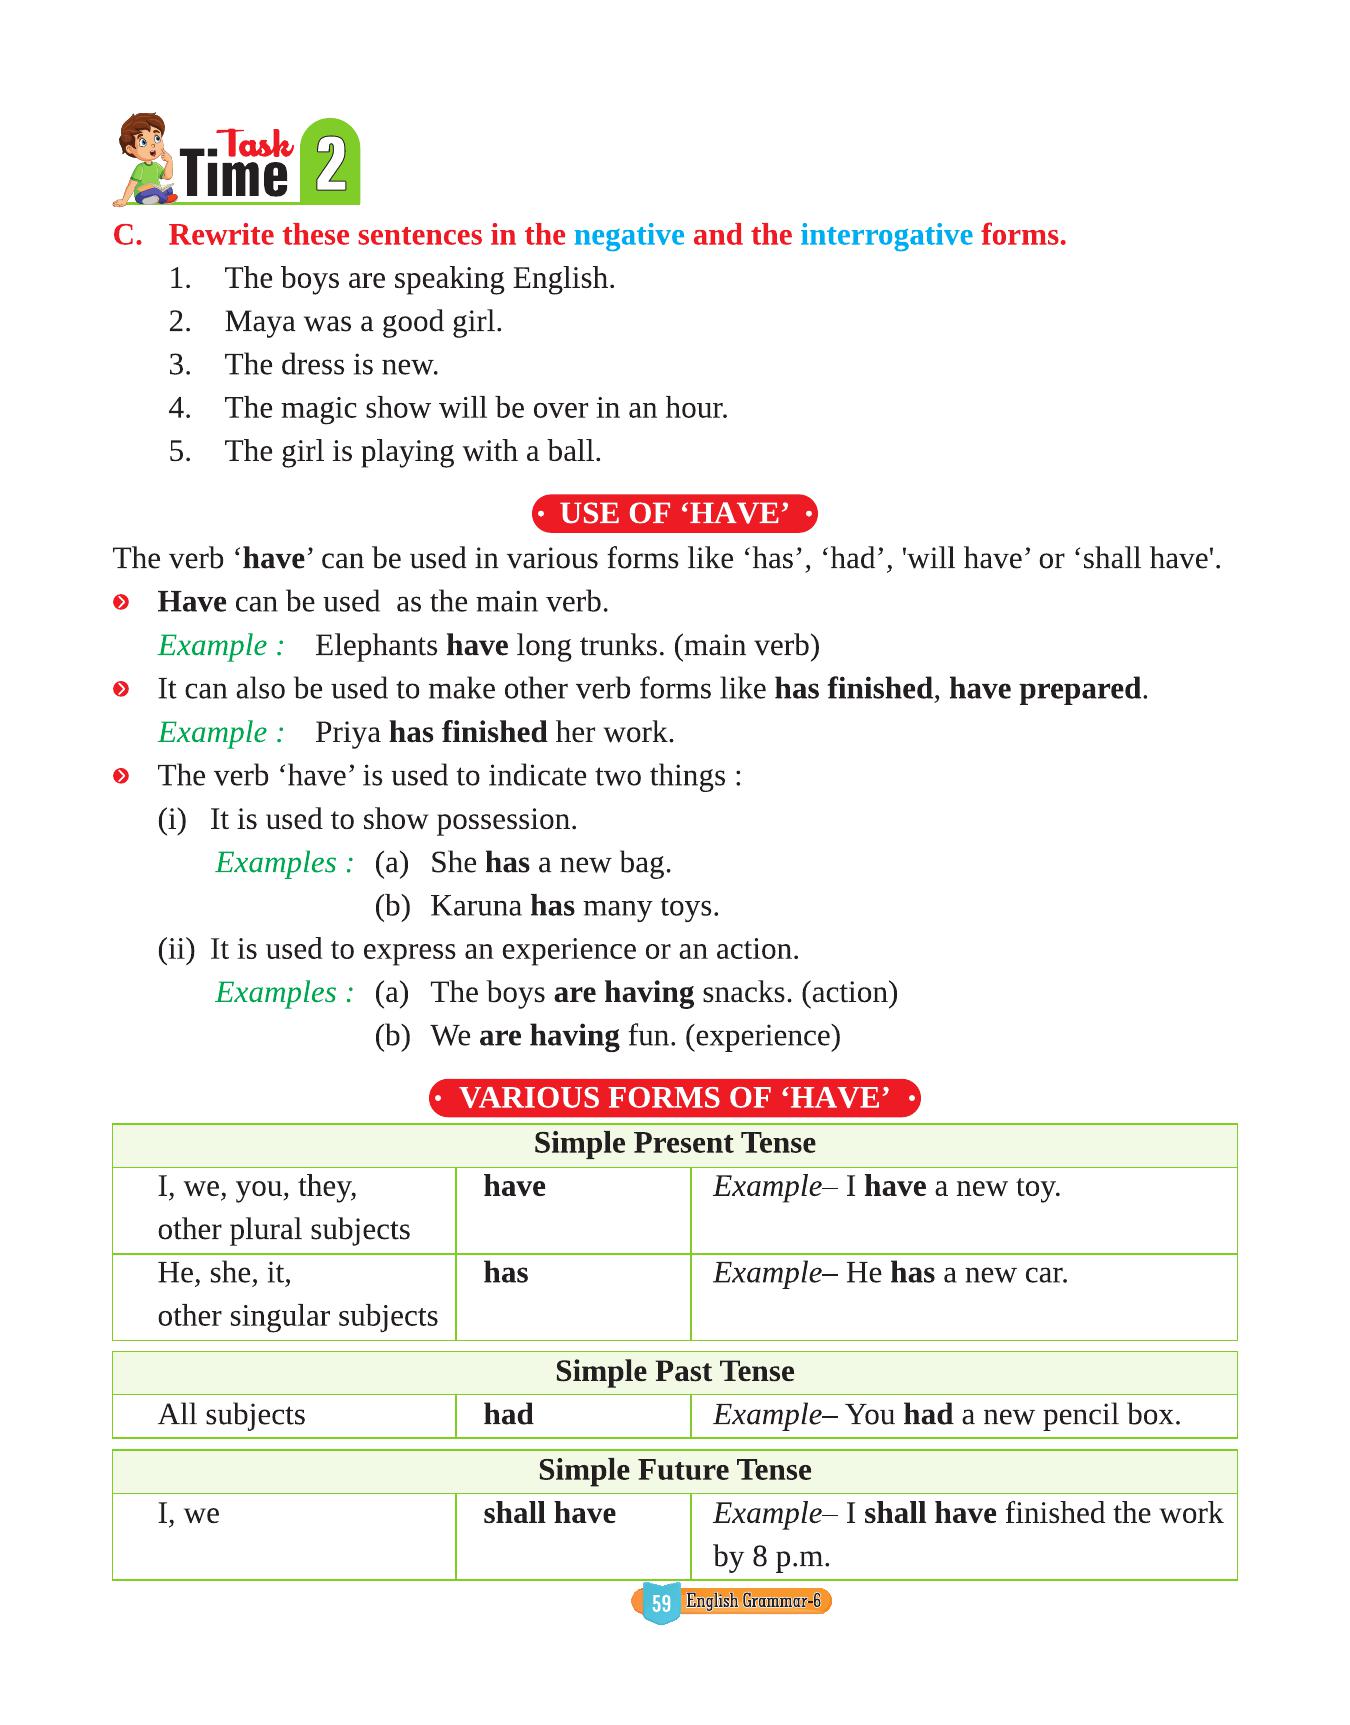 Task
Time 2
C. Rewrite these sentences in the negative and the interrogative forms.
1. The boys are speaking English.
2. Maya was a good girl.
3. The dress is new.
4. The magic show will be over in an hour.
5. The girl is playing with a ball.
• USE OF ‘HAVE’ •
The verb ‘have’ can be used in various forms like ‘has’, ‘had’, 'will have’ or ‘shall have'.
Have can be used as the main verb.
Example : Elephants have long trunks. (main verb)
It can also be used to make other verb forms like has finished, have prepared.
Example : Priya has finished her work.
The verb ‘have’ is used to indicate two things :
(i) It is used to show possession.
Examples : (a) She has a new bag.
(b) Karuna has many toys.
(ii) It is used to express an experience or an action.
Examples : (a) The boys are having snacks. (action)
(b) We are having fun. (experience)
• VARIOUS FORMS OF ‘HAVE’ •
Simple Present Tense
I, we, you, they, have Example– I have a new toy.
other plural subjects
He, she, it, has Example– He has a new car.
other singular subjects
Simple Past Tense
All subjects had Example– You had a new pencil box.
Simple Future Tense
I, we shall have Example– I shall have finished the work
by 8 p.m.
59 English Grammar-6